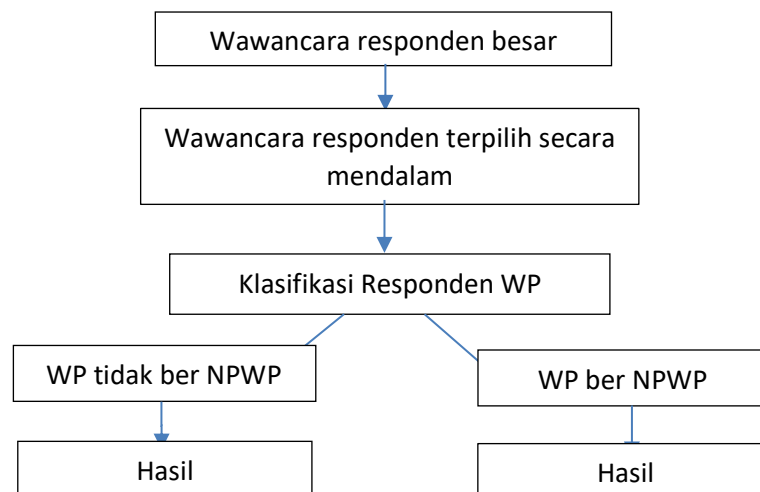 Wawancara responden besar
Wawancara responden terpilih secara
mendalam
Klasifikasi Responden WP
WP tidak ber NPWP
WP ber NPWP
Hasil
Hasil